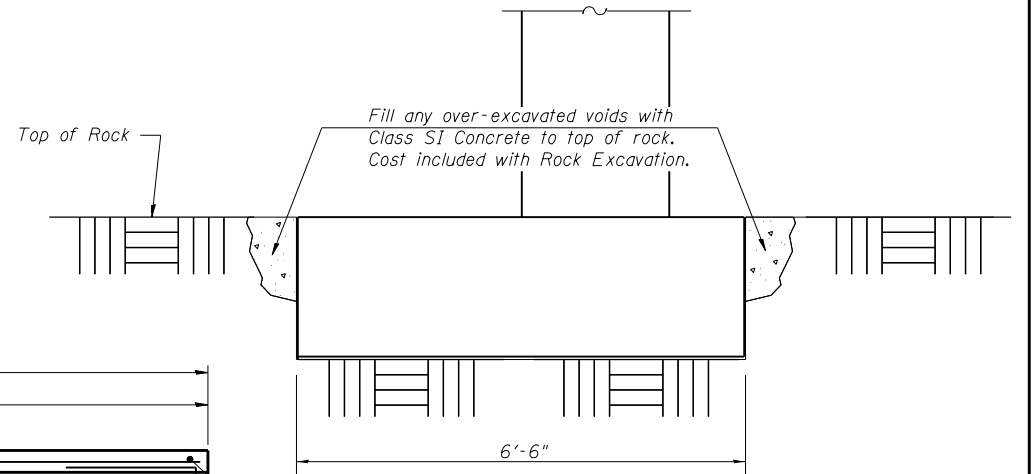 Fill any over-excavated voids with
Class SI Concrete to top of rock.
Cost included with Rock Excavation.
Top of Rock
6'-6"